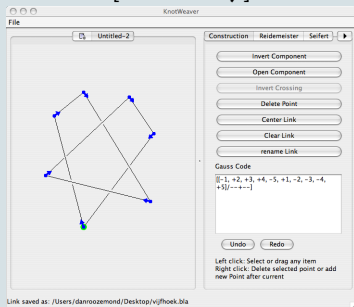 KnotWeaver
File
Untitled-2
Construction
Reidemeister
Seifert
Invert Component
Open Component
Invert Crossing
Delete Point
Center Link
Clear Link
rename Link
Gauss Code
[[-1, +2, +3, +4, -5, +1, -2, -3, -4,
+5]/--++--]
Undo
Redo
Left click: Select or drag any item
Right click: Delete selected point or add
new Point after current
Link saved as: /Users/danroozemond/Desktop/vijfhoek.bla